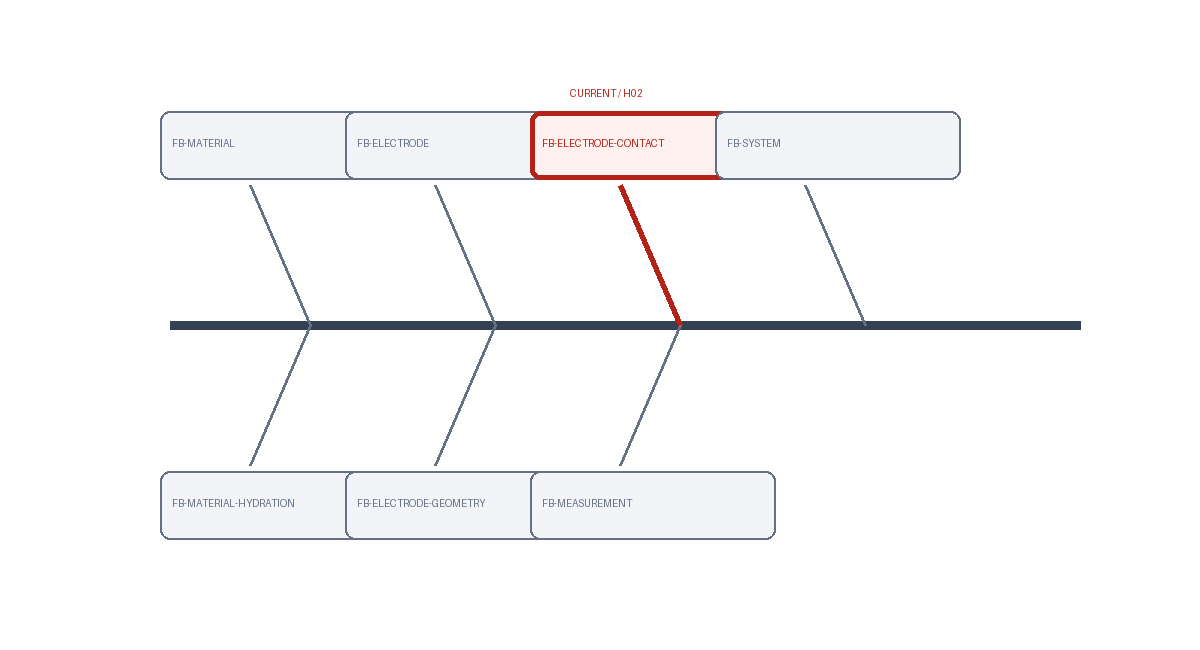 CURRENT / H02
FB-MATERIAL
FB-ELECTRODE
FB-ELECTRODE-CONTACT
FB-SYSTEM
FB-MATERIAL-HYDRATION
FB-ELECTRODE-GEOMETRY
FB-MEASUREMENT